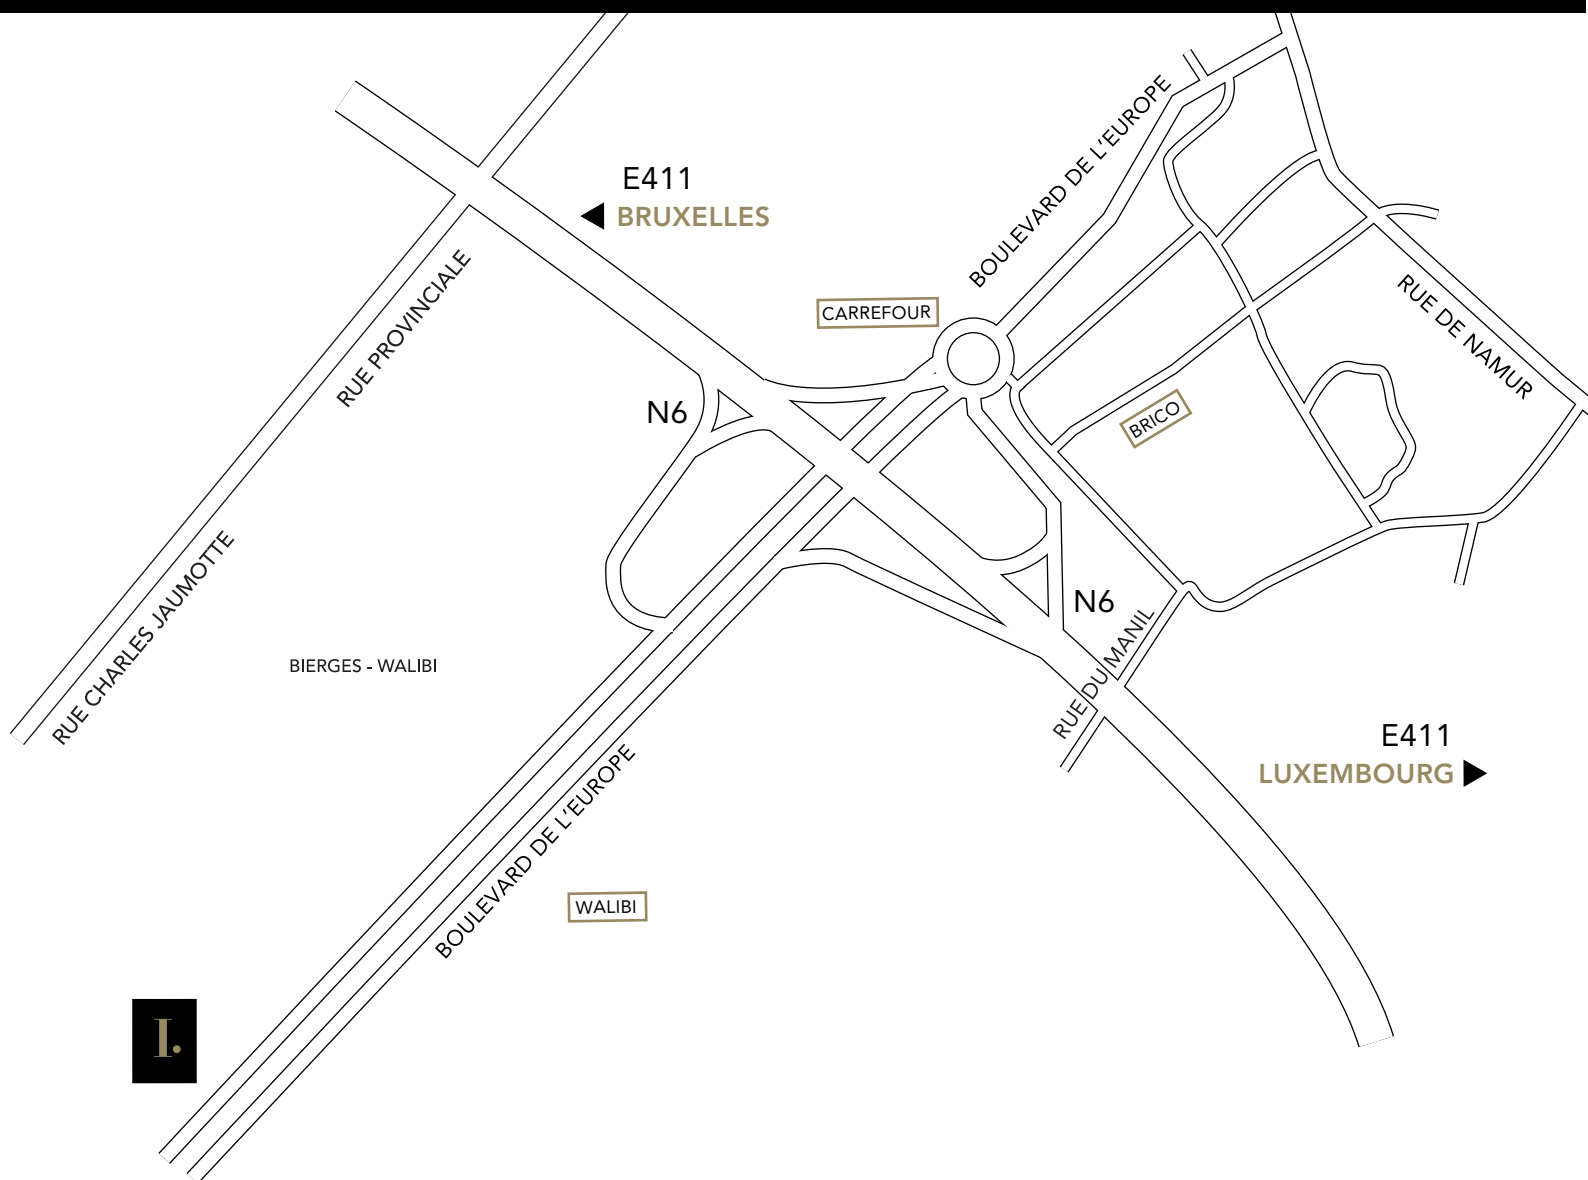 BOULEVARD DE L'EUROPE
E411
BRUXELLES
RUE PROVINCIALE
CARREFOUR
RUE DE NAMUR
N6
BRICO
RUE CHARLES JAUMOTTE
N6
BIERGES - WALIBI
RUE DU MANIL
E411
LUXEMBOURG
BOULEVARD DE L'EUROPE
WALIBI
I.